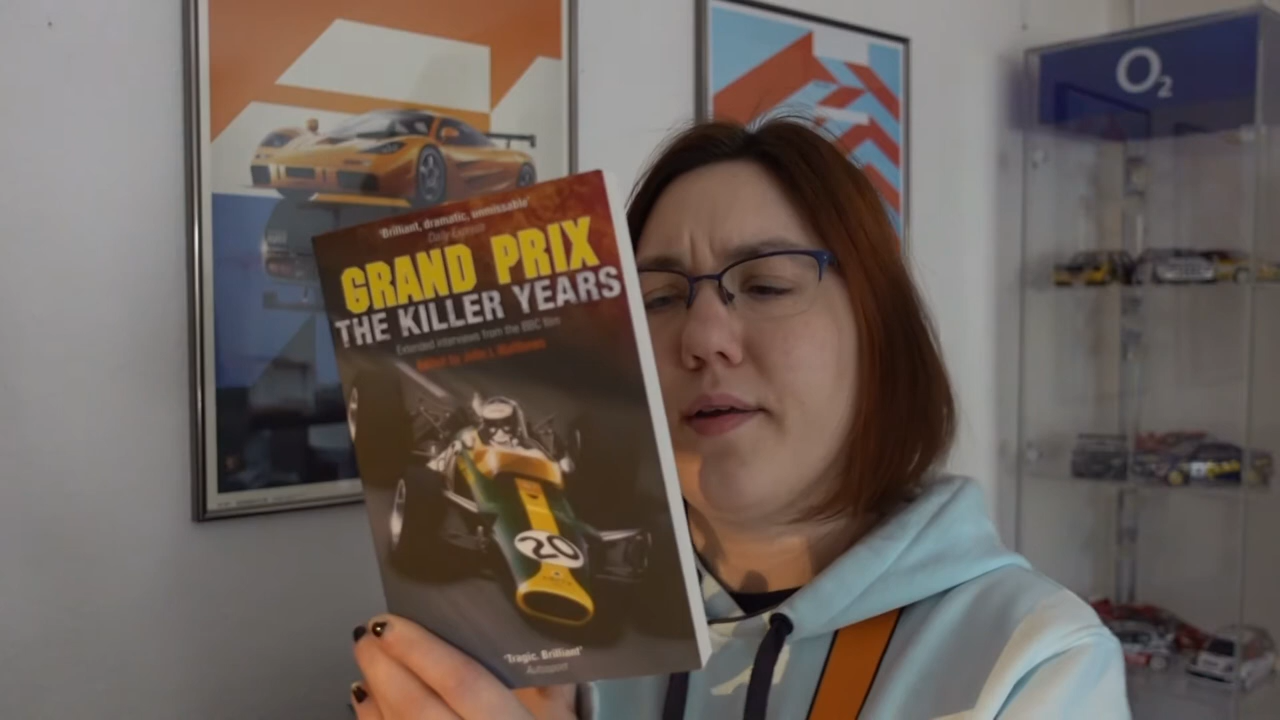 'Brilliant, dramatic, unmissable'
Daily Express
GRAND PRIX
THE KILLER YEARS
Extended interviews from the BBC film
20
'Tragic. Brilliant'
Autosport
O2